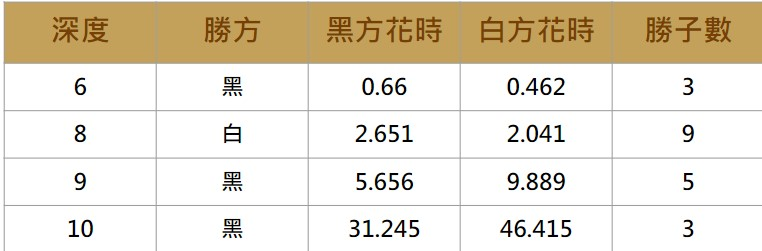 深度 勝方 黑方花時 白方花時 勝子數
6 黑 0.66 0.462 3
8 白 2.651 2.041 9
9 黑 5.656 9.889 5
10 黑 31.245 46.415 3